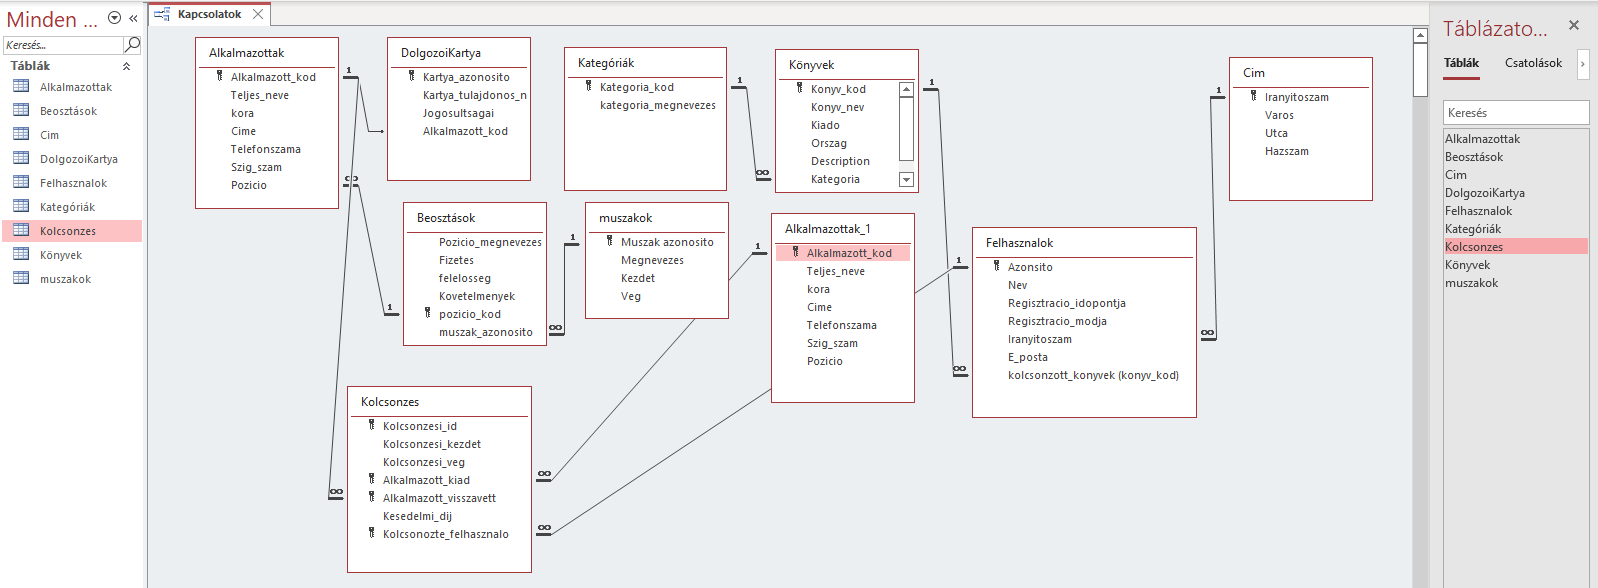 Minden ...
Keresés...
Táblák
Alkalmazottak
Beosztások
Cim
DolgozoiKartya
Felhasznalok
Kategóriák
Kolcsonzes
Könyvek
muszakok
Kapcsolatok
Alkalmazottak
Alkalmazott_kod
Teljes_neve
kora
Cime
Telefonszama
Szig_szam
Pozicio
DolgozoiKartya
Kartya_azonosito
Kartya_tulajdonos_n
Jogosultsagai
Alkalmazott_kod
Kategóriák
Kategoria_kod
kategoria_megnevezes
Könyvek
Konyv_kod
Konyv_nev
Kiado
Orszag
Description
Kategoria
Cim
Iranyitoszam
Varos
Utca
Hazszam
Beosztások
Pozicio_megnevezes
Fizetes
felelosseg
Kovetelmenyek
pozicio_kod
muszak_azonosito
muszakok
Muszak azonosito
Megnevezes
Kezdet
Veg
Alkalmazottak_1
Alkalmazott_kod
Teljes_neve
kora
Cime
Telefonszama
Szig_szam
Pozicio
Felhasznalok
Azonsito
Nev
Regisztracio_idopontja
Regisztracio_modja
Iranyitoszam
E_posta
kolcsonzott_konyvek (konyv_kod)
Kolcsonzes
Kolcsonzesi_id
Kolcsonzesi_kezdet
Kolcsonzesi_veg
Alkalmazott_kiad
Alkalmazott_visszavett
Kesedelmi_dij
Kolcsonozte_felhasznalo
1
∞
1
1
∞
1
∞
1
∞
1
∞
1
∞
1
∞
∞
Táblázato...
Táblák Csatolások
Keresés
Alkalmazottak
Beosztások
Cim
DolgozoiKartya
Felhasznalok
Kategóriák
Kolcsonzes
Könyvek
muszakok